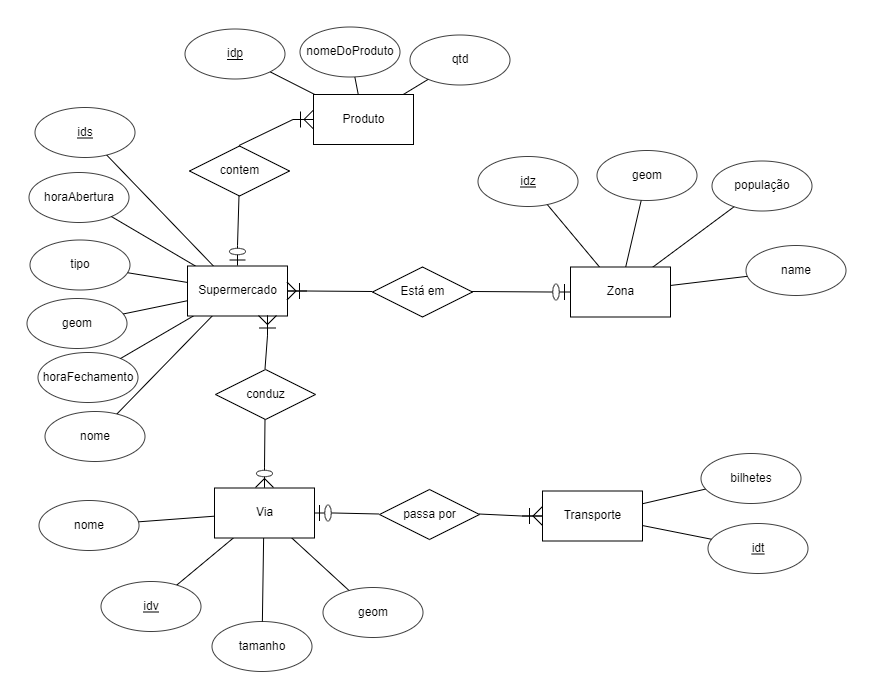 idp
nomeDoProduto
qtd
Produto
ids
contem
horaAbertura
idz
geom
população
tipo
Supermercado
Está em
Zona
name
geom
horaFechamento
conduz
nome
bilhetes
nome
Via
passa por
Transporte
idt
idv
geom
tamanho